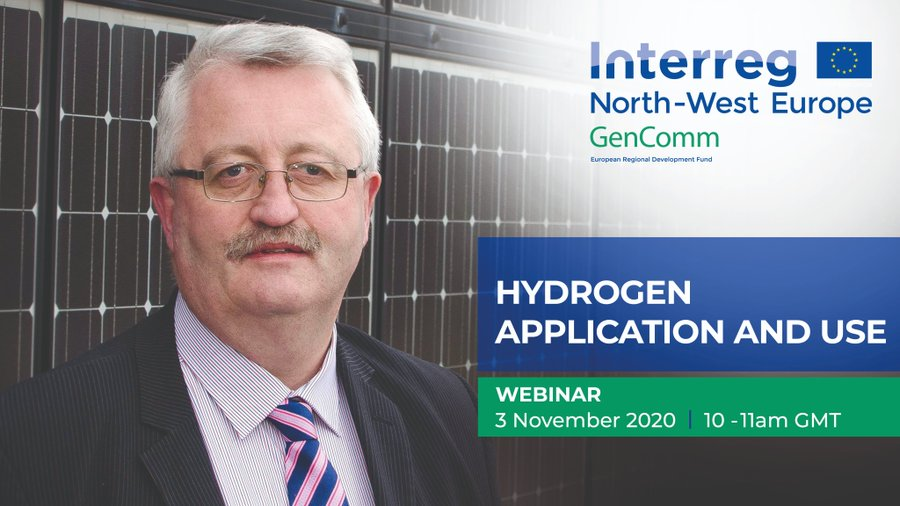 Interreg
North-West Europe
GenComm
European Regional Development Fund
HYDROGEN
APPLICATION AND USE
WEBINAR
3 November 2020 | 10 -11am GMT